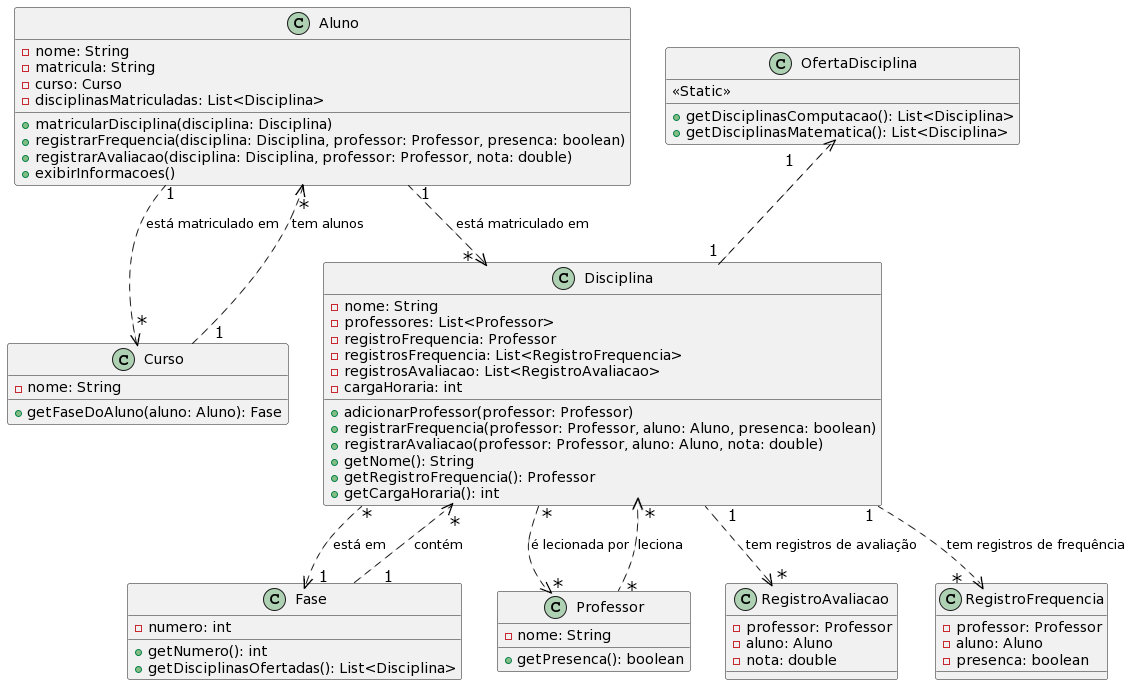 C Aluno
nome: String
matricula: String
curso: Curso
disciplinasMatriculadas: List<Disciplina>
matricularDisciplina(disciplina: Disciplina)
registrarFrequencia(disciplina: Disciplina, professor: Professor, presenca: boolean)
registrarAvaliacao(disciplina: Disciplina, professor: Professor, nota: double)
exibirInformacoes()
C OfertaDisciplina
«Static»
getDisciplinasComputacao(): List<Disciplina>
getDisciplinasMatematica(): List<Disciplina>
1
*
1
1
está matriculado em
tem alunos
está matriculado em
*
1
*
1
C Disciplina
nome: String
professores: List<Professor>
registroFrequencia: Professor
registrosFrequencia: List<RegistroFrequencia>
registrosAvaliacao: List<RegistroAvaliacao>
cargaHoraria: int
adicionarProfessor(professor: Professor)
registrarFrequencia(professor: Professor, aluno: Aluno, presenca: boolean)
registrarAvaliacao(professor: Professor, aluno: Aluno, nota: double)
getNome(): String
getRegistroFrequencia(): Professor
getCargaHoraria(): int
C Curso
nome: String
getFaseDoAluno(aluno: Aluno): Fase
*
*
*
*
1
1
está em
contém
é lecionada por
leciona
tem registros de avaliação
tem registros de frequência
1
1
*
*
*
*
C Fase
numero: int
getNumero(): int
getDisciplinasOfertadas(): List<Disciplina>
C Professor
nome: String
getPresenca(): boolean
C RegistroAvaliacao
professor: Professor
aluno: Aluno
nota: double
C RegistroFrequencia
professor: Professor
aluno: Aluno
presenca: boolean